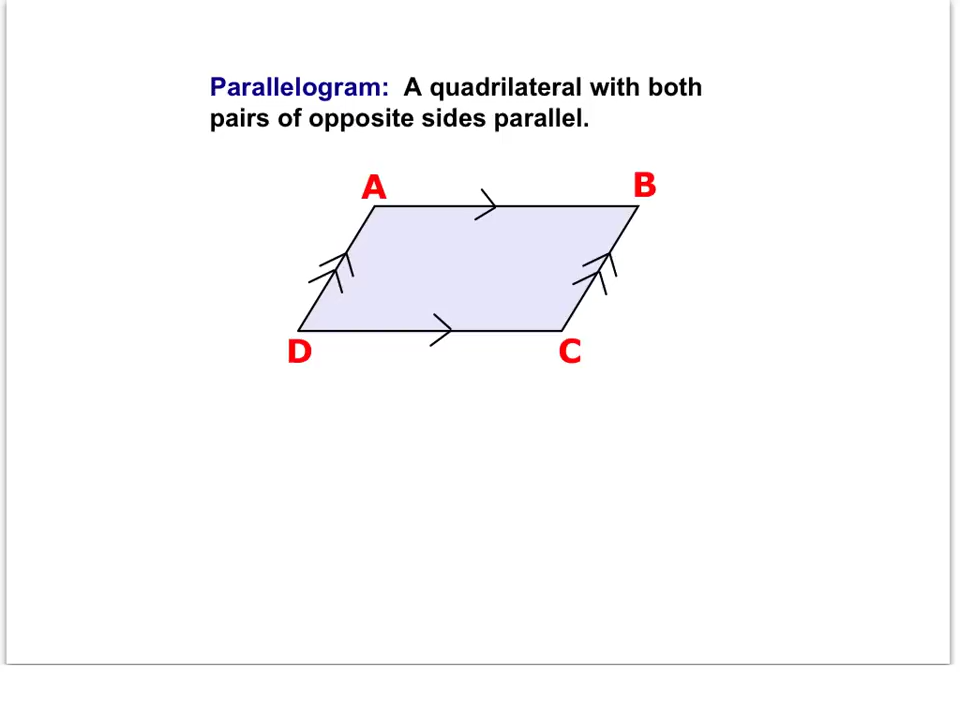 Parallelogram: A quadrilateral with both
pairs of opposite sides parallel.
A
B
D
C